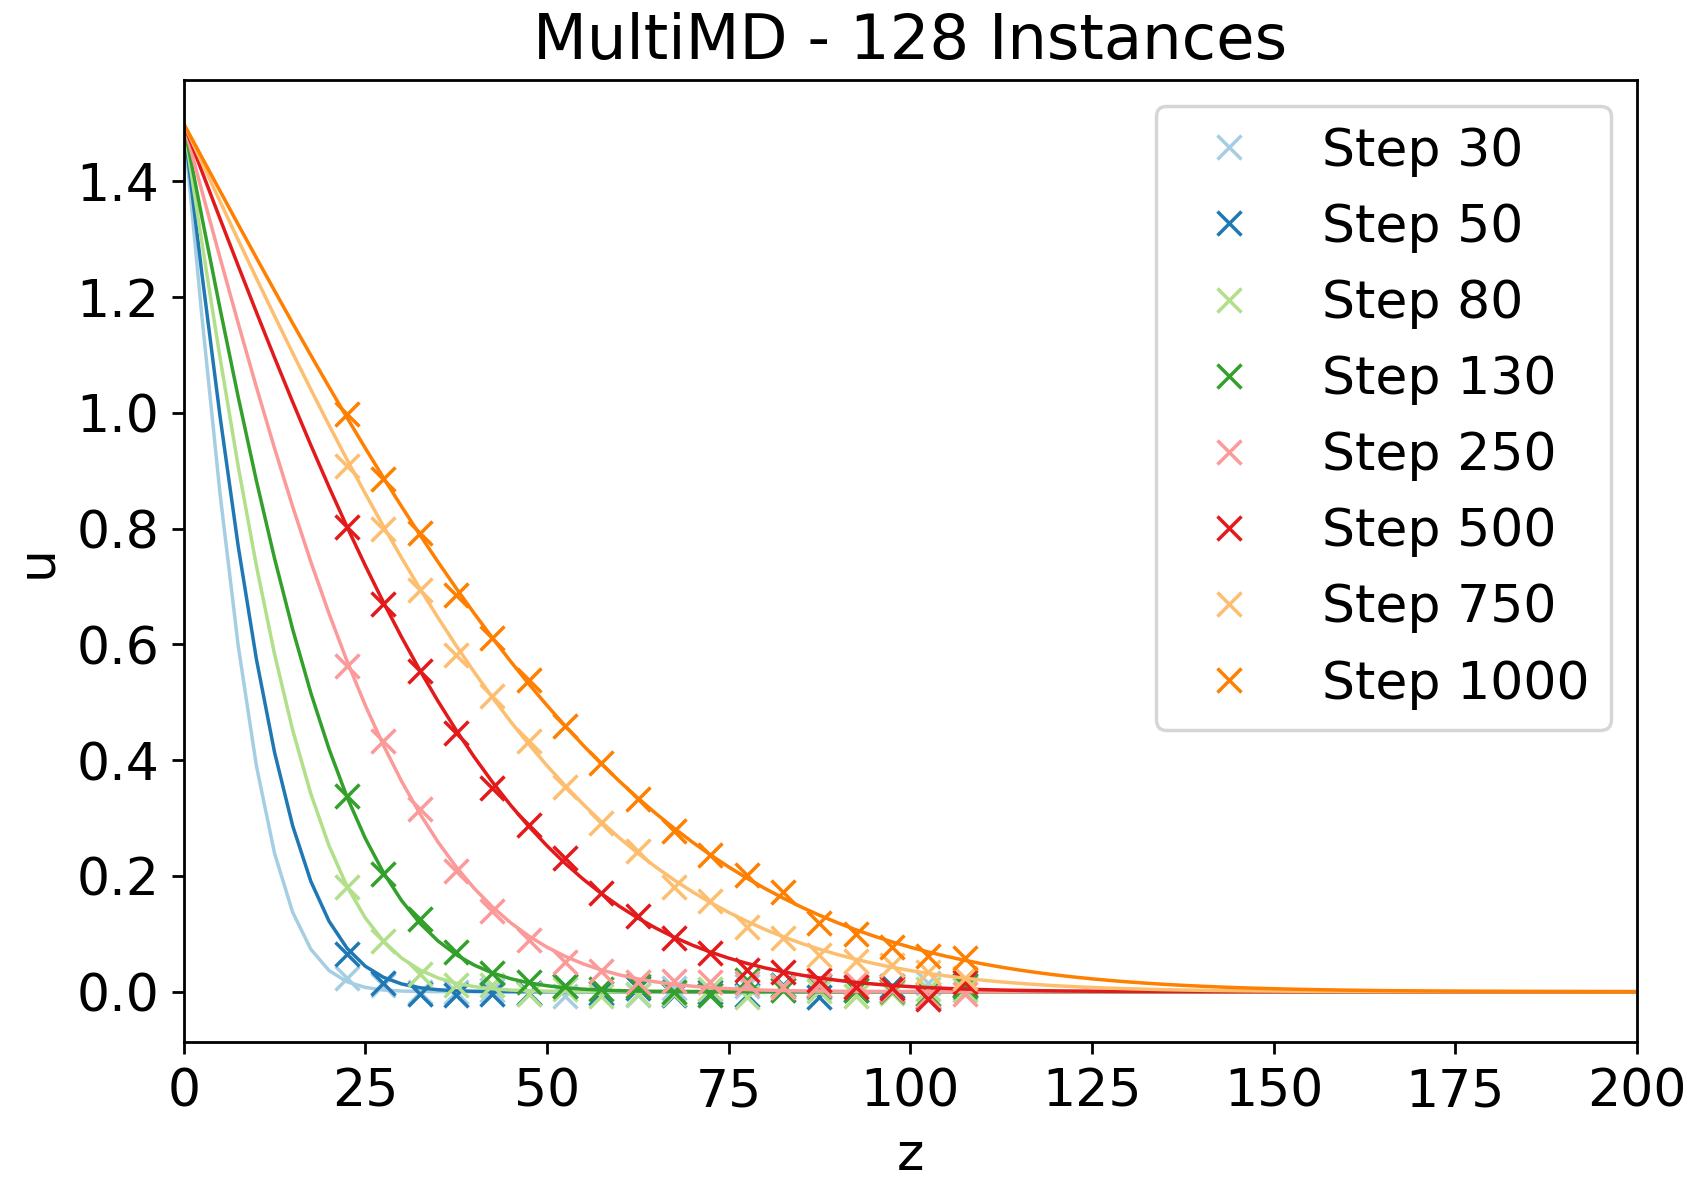 MultiMD - 128 Instances
u
1.4
1.2
1.0
0.8
0.6
0.4
0.2
0.0
Step 30
Step 50
Step 80
Step 130
Step 250
Step 500
Step 750
Step 1000
0 25 50 75 100 125 150 175 200
z